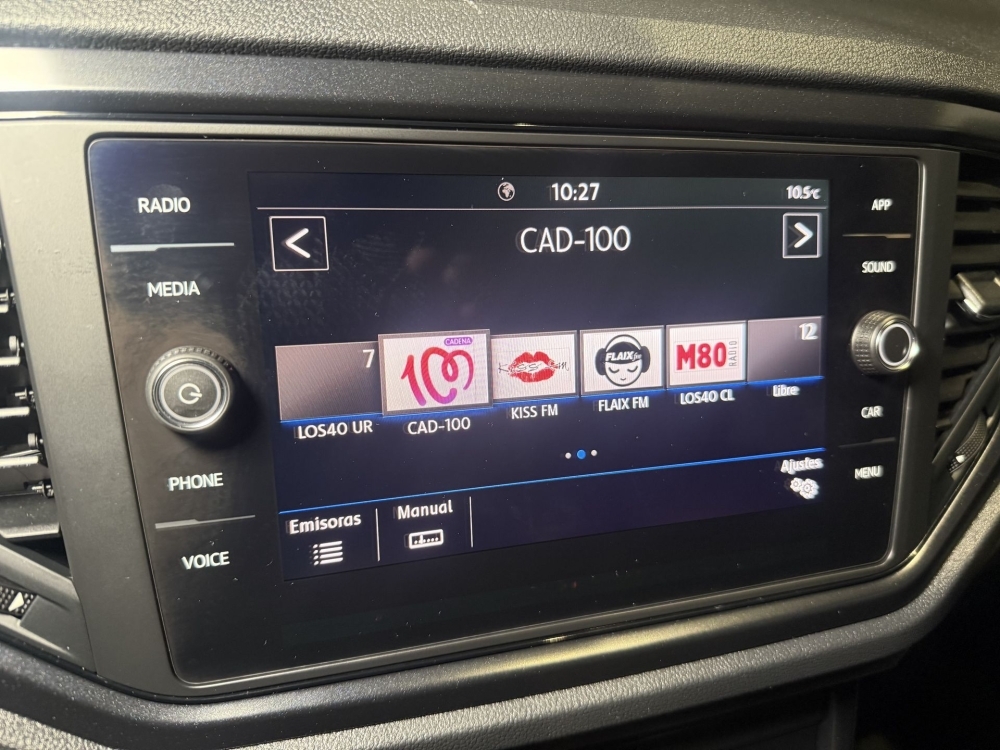 RADIO
MEDIA
PHONE
VOICE
10:27
10.5°C
<
CAD-100
>
7
CADENA
100
12
FLAIX fm
M80
RADIO
LOS40 UR
CAD-100
KISS FM
FLAIX FM
LOS40 CL
Libre
Ajustes
Emisoras
Manual
APP
SOUND
CAR
MENU